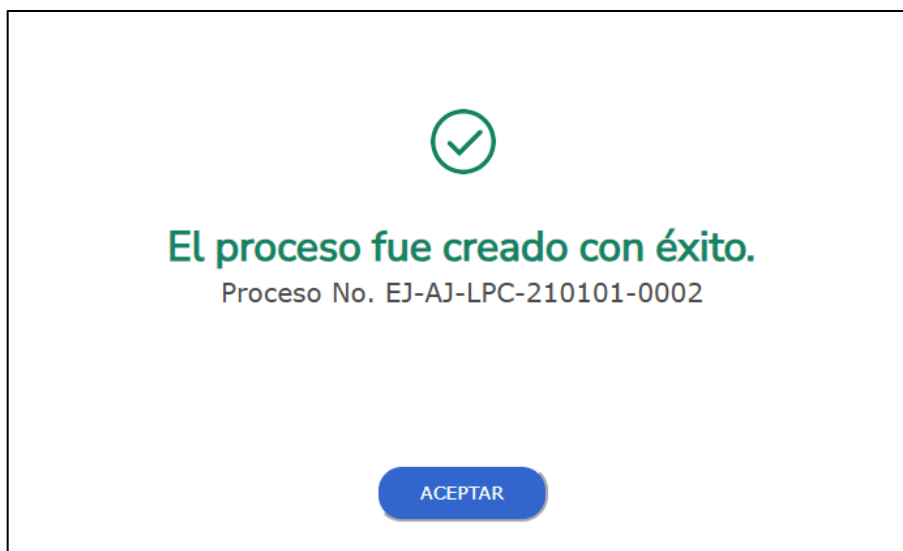 El proceso fue creado con éxito.
Proceso No. EJ-AJ-LPC-210101-0002
ACEPTAR